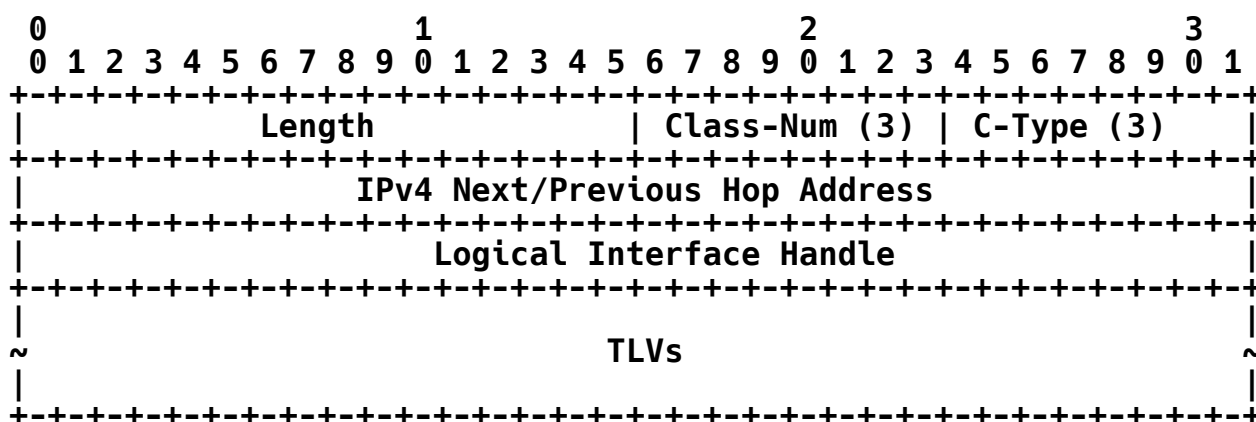 0                   1                   2                   3
 0 1 2 3 4 5 6 7 8 9 0 1 2 3 4 5 6 7 8 9 0 1 2 3 4 5 6 7 8 9 0 1
+-+-+-+-+-+-+-+-+-+-+-+-+-+-+-+-+-+-+-+-+-+-+-+-+-+-+-+-+-+-+-+-+
|            Length             | Class-Num (3) | C-Type (3)    |
+-+-+-+-+-+-+-+-+-+-+-+-+-+-+-+-+-+-+-+-+-+-+-+-+-+-+-+-+-+-+-+-+
|                 IPv4 Next/Previous Hop Address                |
+-+-+-+-+-+-+-+-+-+-+-+-+-+-+-+-+-+-+-+-+-+-+-+-+-+-+-+-+-+-+-+-+
|                     Logical Interface Handle                  |
+-+-+-+-+-+-+-+-+-+-+-+-+-+-+-+-+-+-+-+-+-+-+-+-+-+-+-+-+-+-+-+-+
|                                                               |
~                              TLVs                             ~
|                                                               |
+-+-+-+-+-+-+-+-+-+-+-+-+-+-+-+-+-+-+-+-+-+-+-+-+-+-+-+-+-+-+-+-+